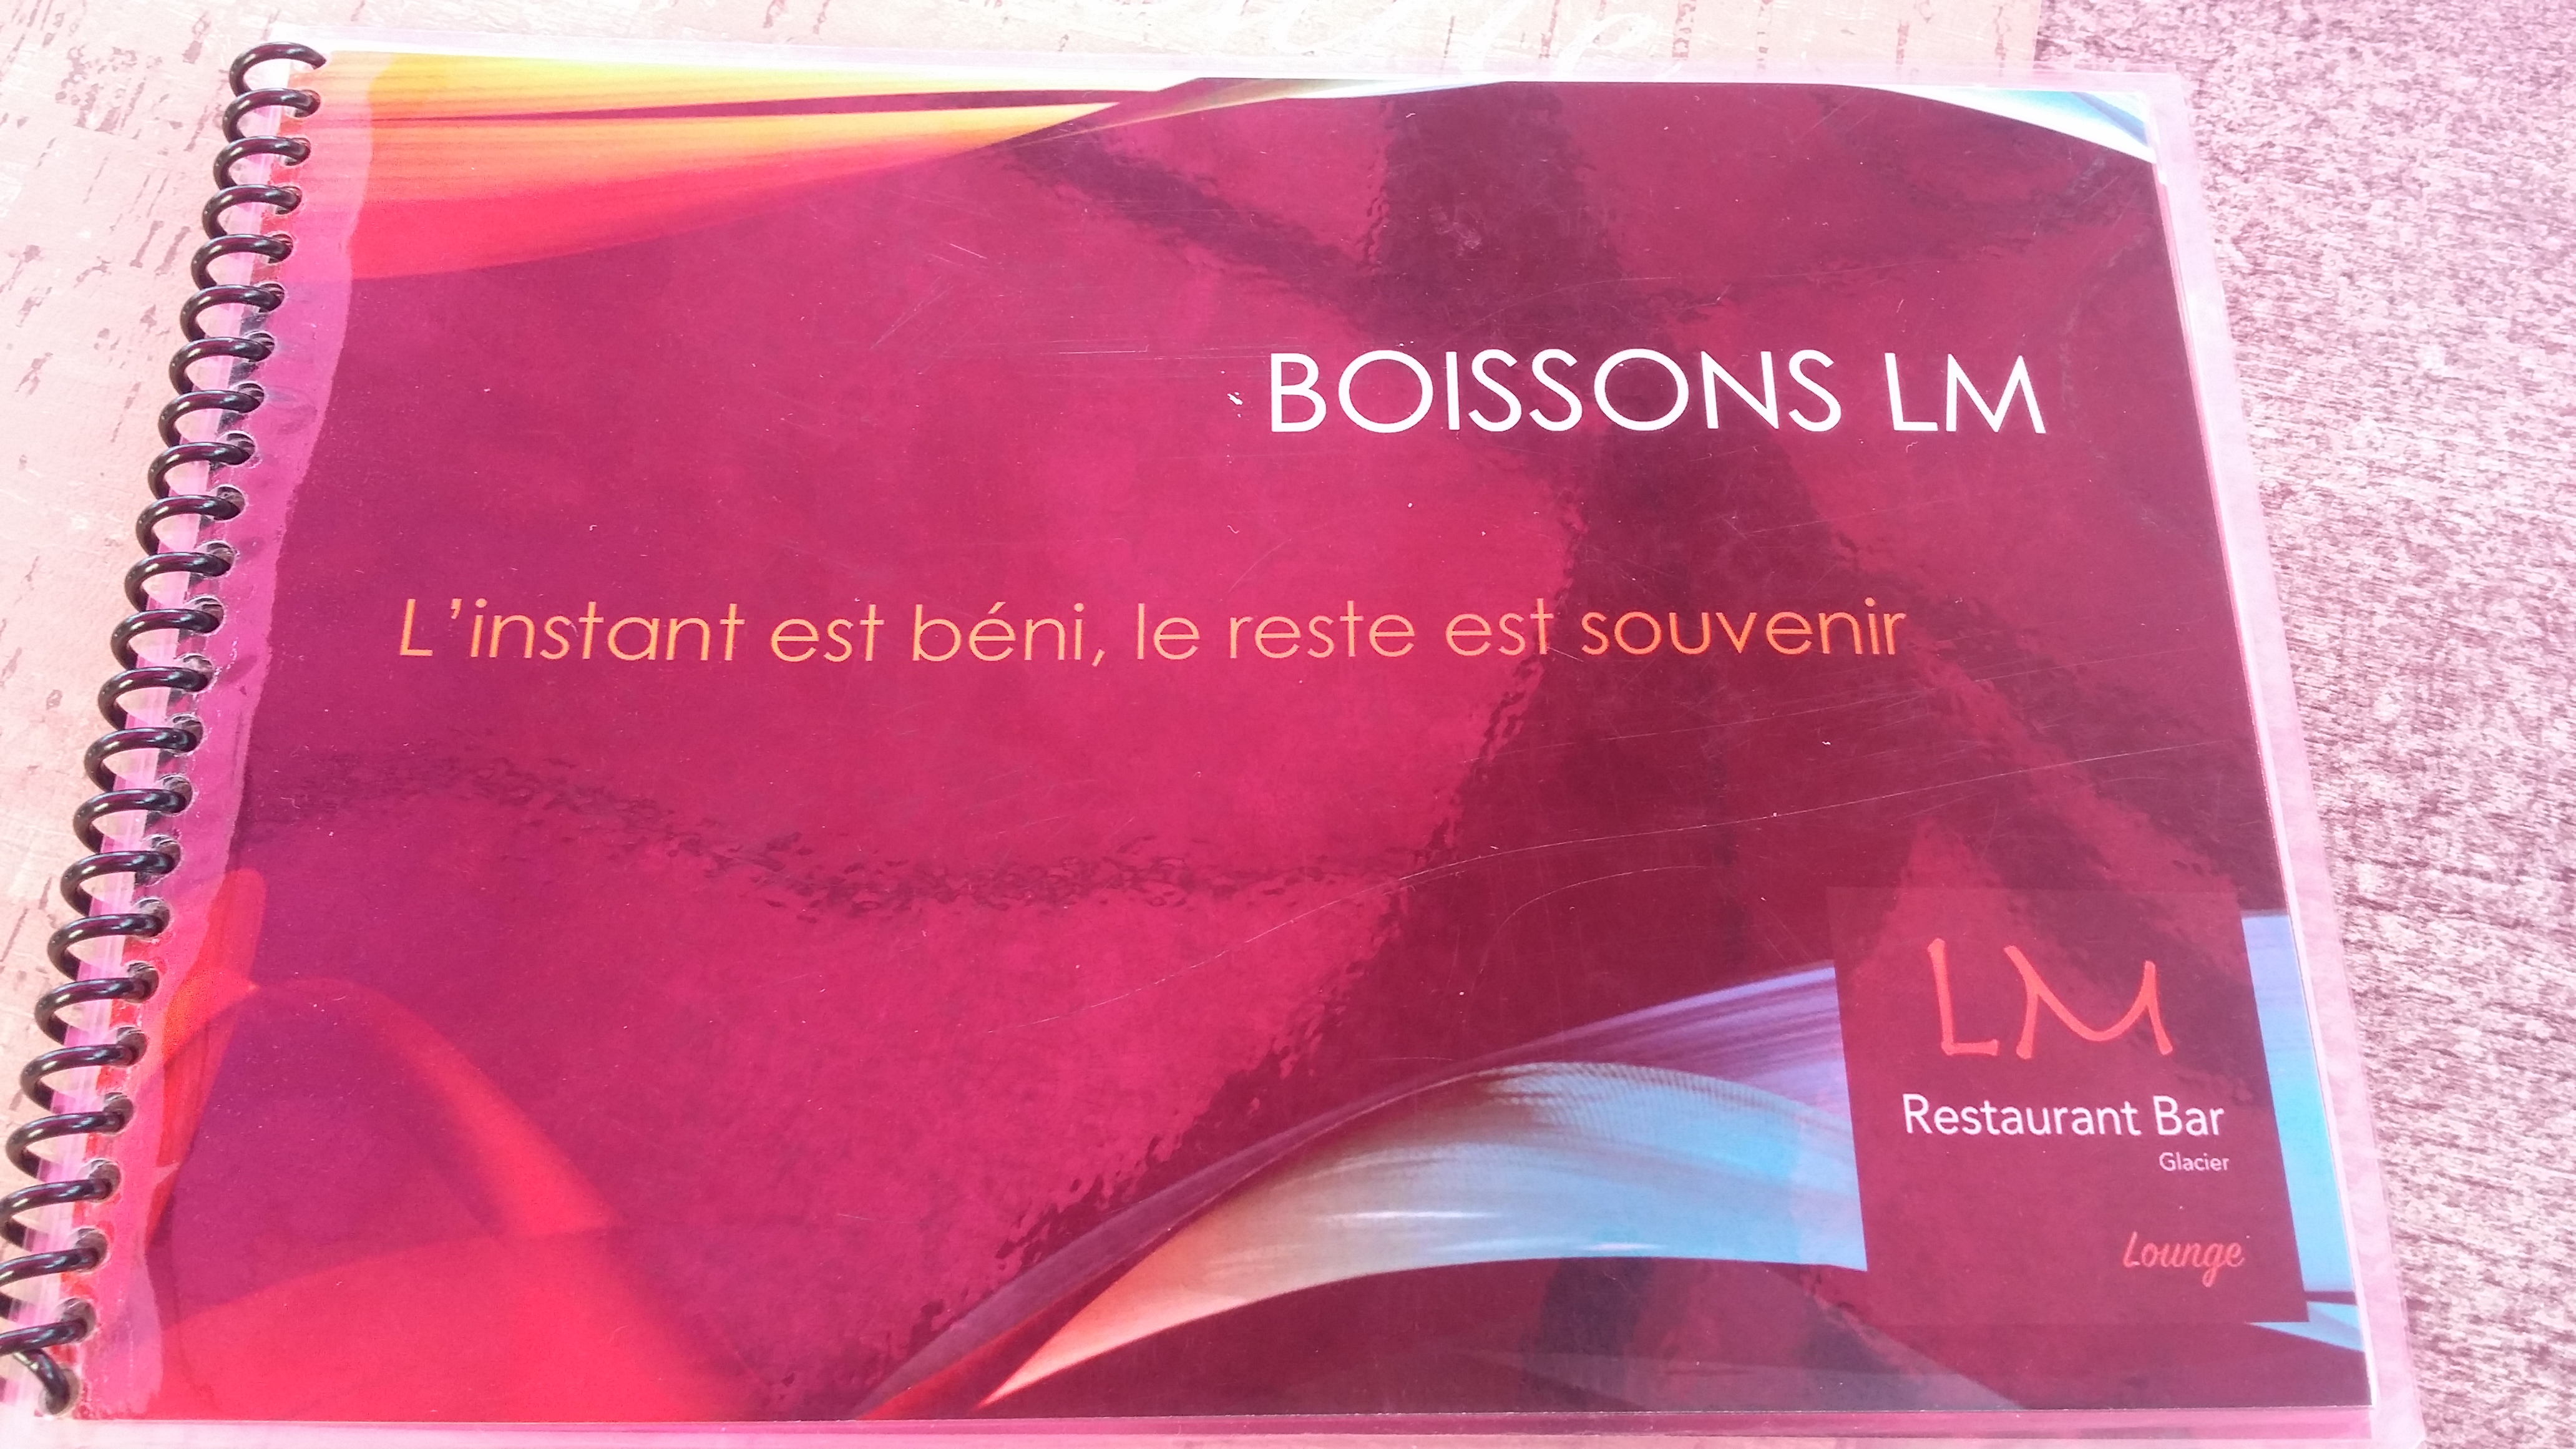 BOISSONS LM
L'instant est béni, le reste est souvenir
LM
Restaurant Bar
Glacier
Lounge